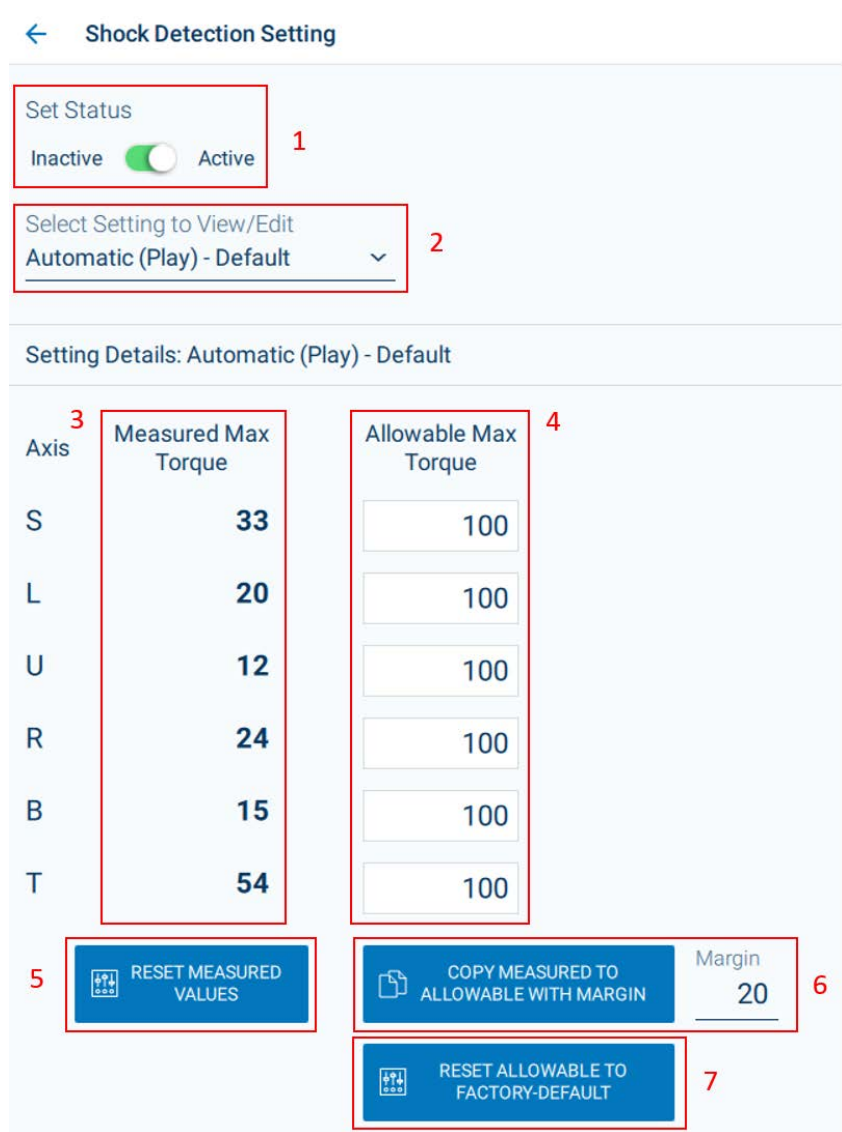 Shock Detection Setting
Set Status
Inactive Active 1
Select Setting to View/Edit
Automatic (Play) - Default 2
Setting Details: Automatic (Play) - Default
3 4
Axis Measured Max Allowable Max
Torque Torque
S 33 100
L 20 100
U 12 100
R 24 100
B 15 100
T 54 100
5 RESET MEASURED
VALUES
COPY MEASURED TO
ALLOWABLE WITH MARGIN
Margin
20 6
RESET ALLOWABLE TO
FACTORY-DEFAULT 7